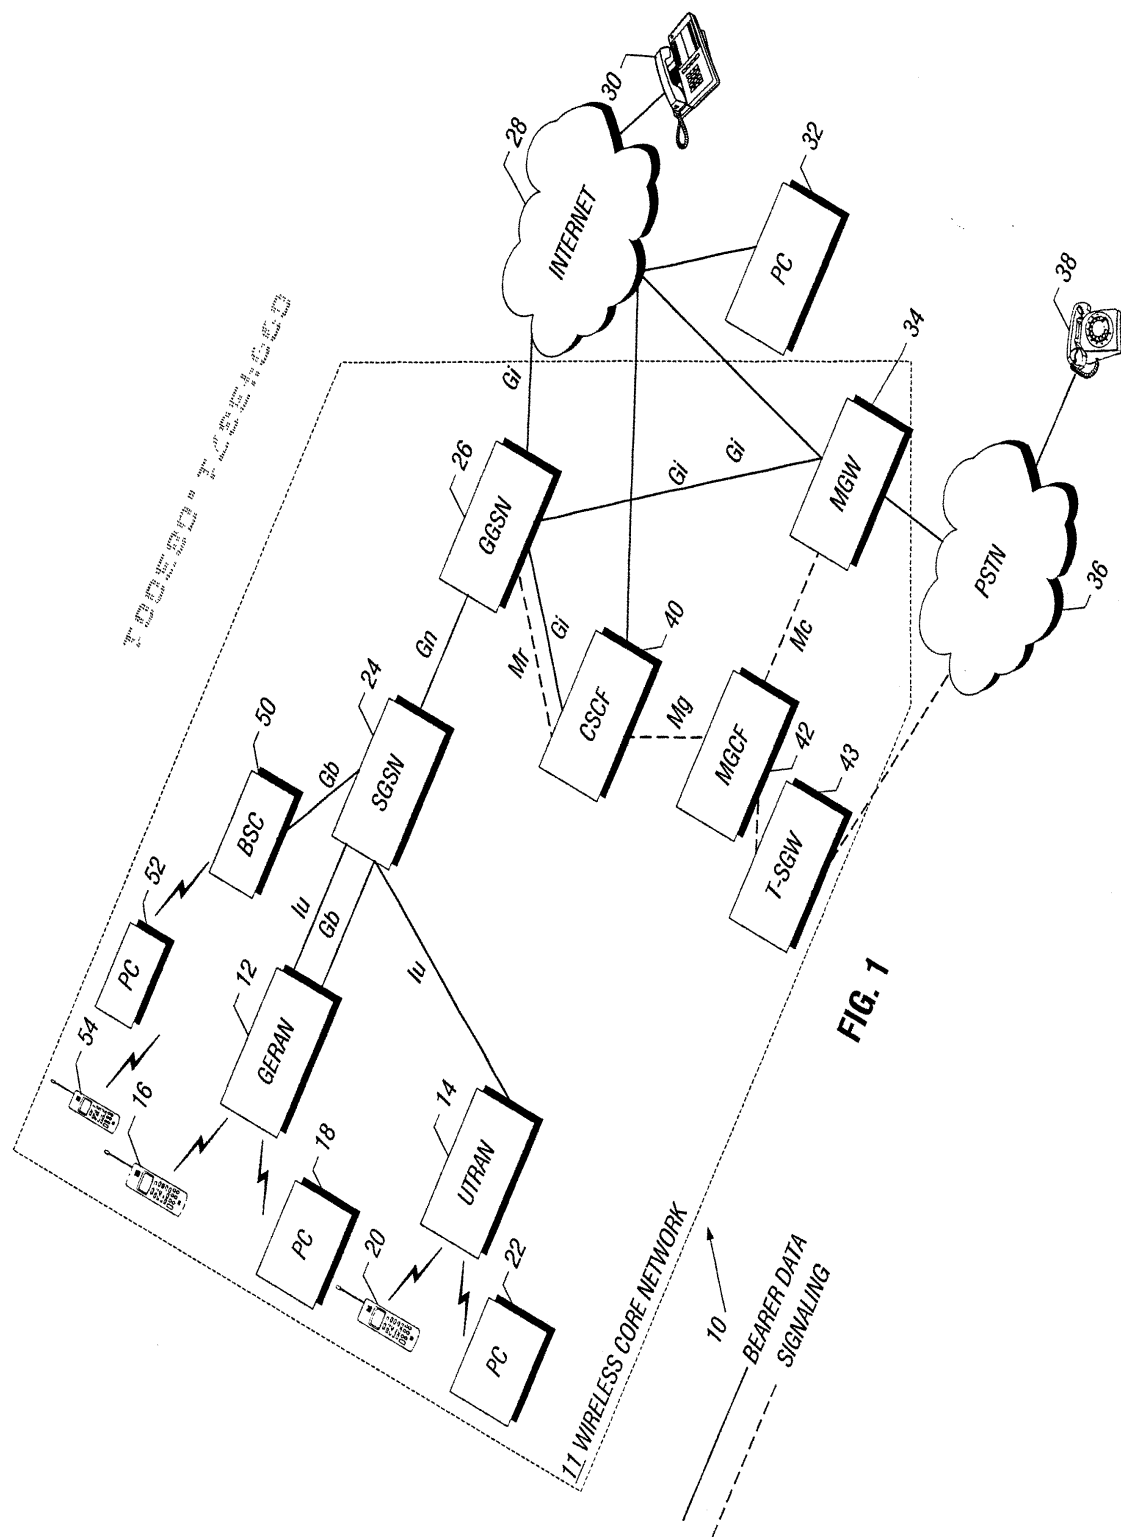 30
28
INTERNET
32
PC
38
34
MGW
Gi
26
GGSN
Gi
Gi
PSTN
36
Gn
Mr
Gi
40
CSCF
Mc
Mg
MGCF
42
43
T-SGW
24
SGSN
50
BSC
Gb
52
PC
Iu
Gb
Iu
12
GERAN
54
16
18
PC
14
UTRAN
20
22
PC
11 WIRELESS CORE NETWORK
10
FIG. 1
BEARER DATA
SIGNALING